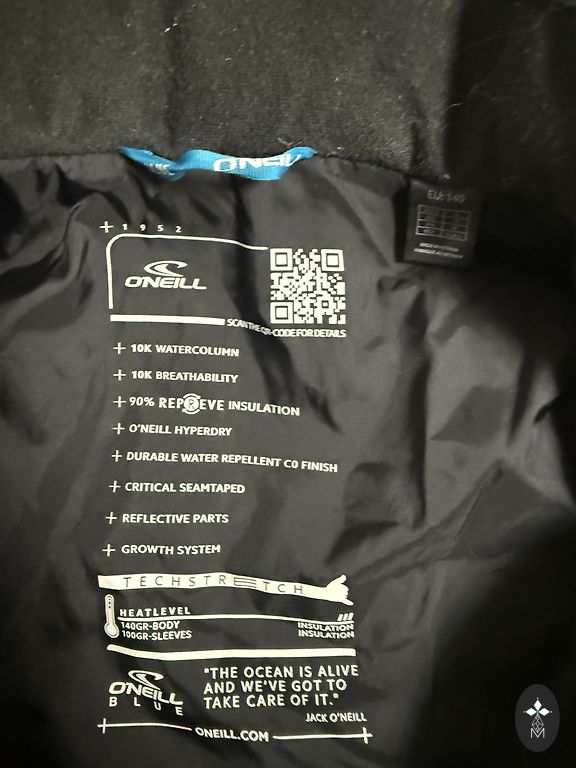 O'NEILL
EUR 140
+ 1952
O'NEILL
SCAN THE QR-CODE FOR DETAILS
+ 10K WATERCOLUMN
+ 10K BREATHABILITY
+ 90% REPREVE INSULATION
+ O'NEILL HYPERDRY
+ DURABLE WATER REPELLENT C0 FINISH
+ CRITICAL SEAMTAPED
+ REFLECTIVE PARTS
+ GROWTH SYSTEM
TECHSTRETCH
HEATLEVEL
140GR-BODY INSULATION
100GR-SLEEVES INSULATION
O'NEILL
BLUE
"THE OCEAN IS ALIVE
AND WE'VE GOT TO
TAKE CARE OF IT."
JACK O'NEILL
ONEILL.COM